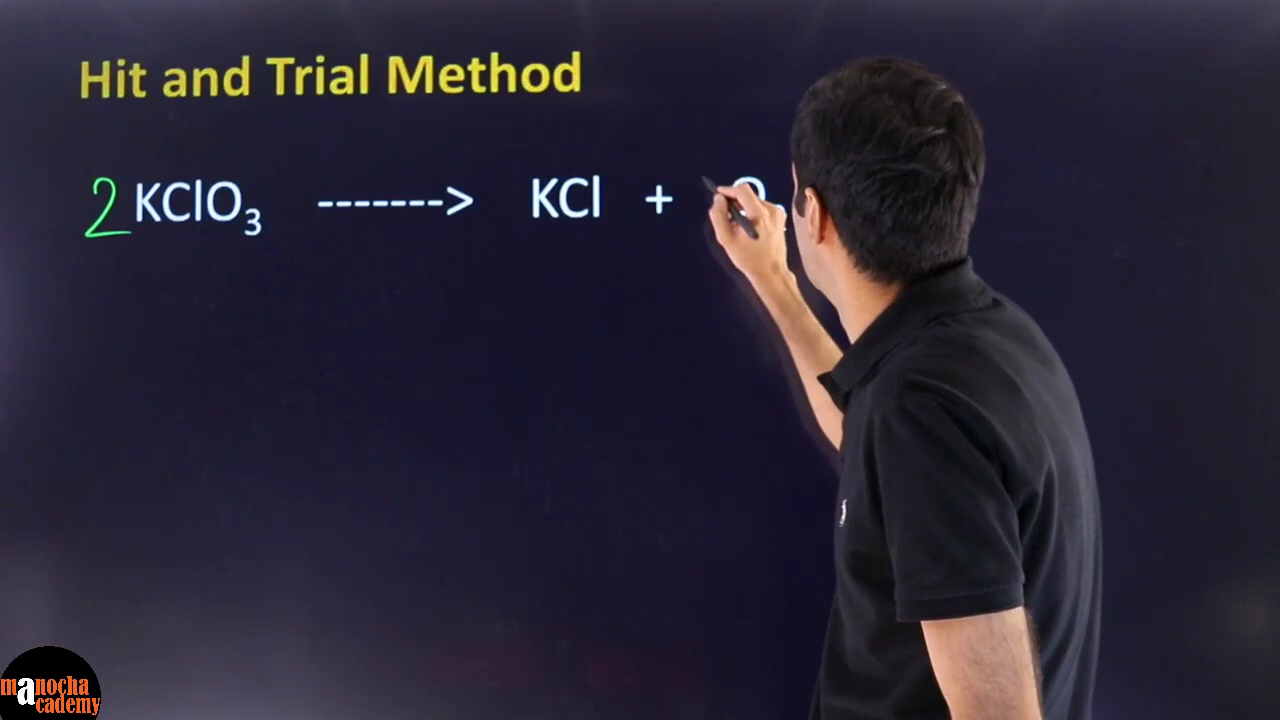 Hit and Trial Method
2 KClO₃ -------> KCl +
manocha
academy